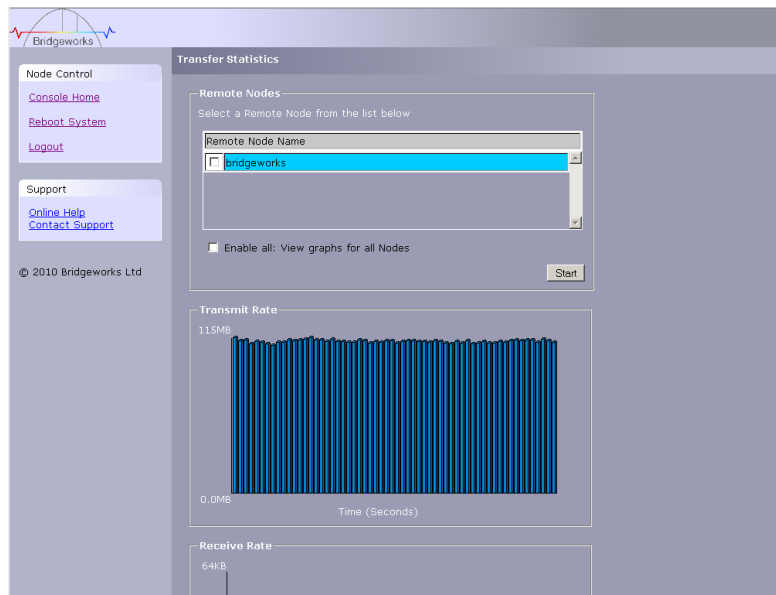 Bridgeworks
Node Control
Console Home
Reboot System
Logout
Support
Online Help
Contact Support
© 2010 Bridgeworks Ltd
Transfer Statistics
Remote Nodes
Select a Remote Node from the list below
Remote Node Name
bridgeworks
Enable all: View graphs for all Nodes
Start
Transmit Rate
115MB
0.0MB
Time (Seconds)
Receive Rate
64KB